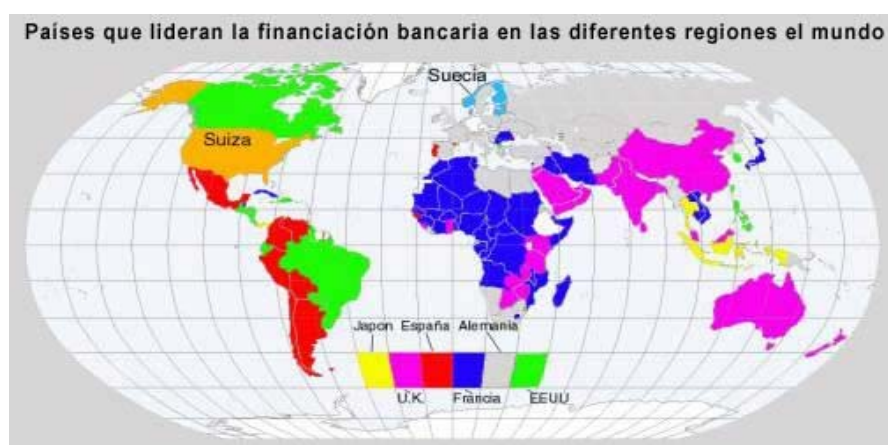 Países que lideran la financiación bancaria en las diferentes regiones el mundo
Suecia
Suiza
Japon España Alemania
U.K. Francia EEUU